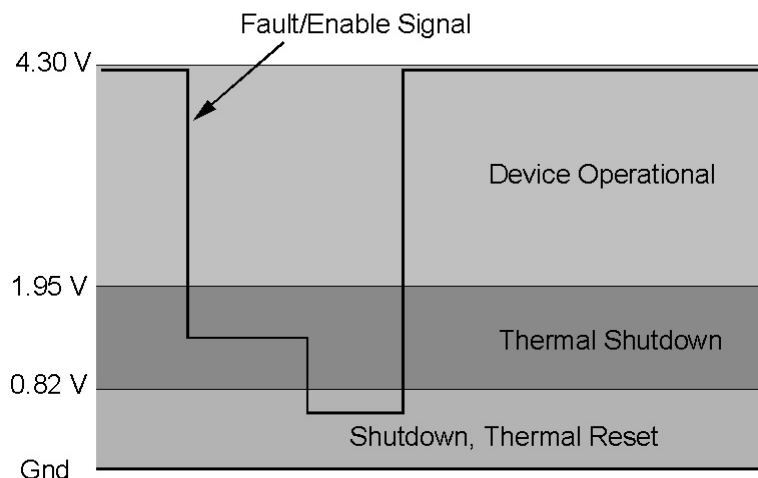 Fault/Enable Signal
4.30 V
Device Operational
1.95 V
Thermal Shutdown
0.82 V
Shutdown, Thermal Reset
Gnd